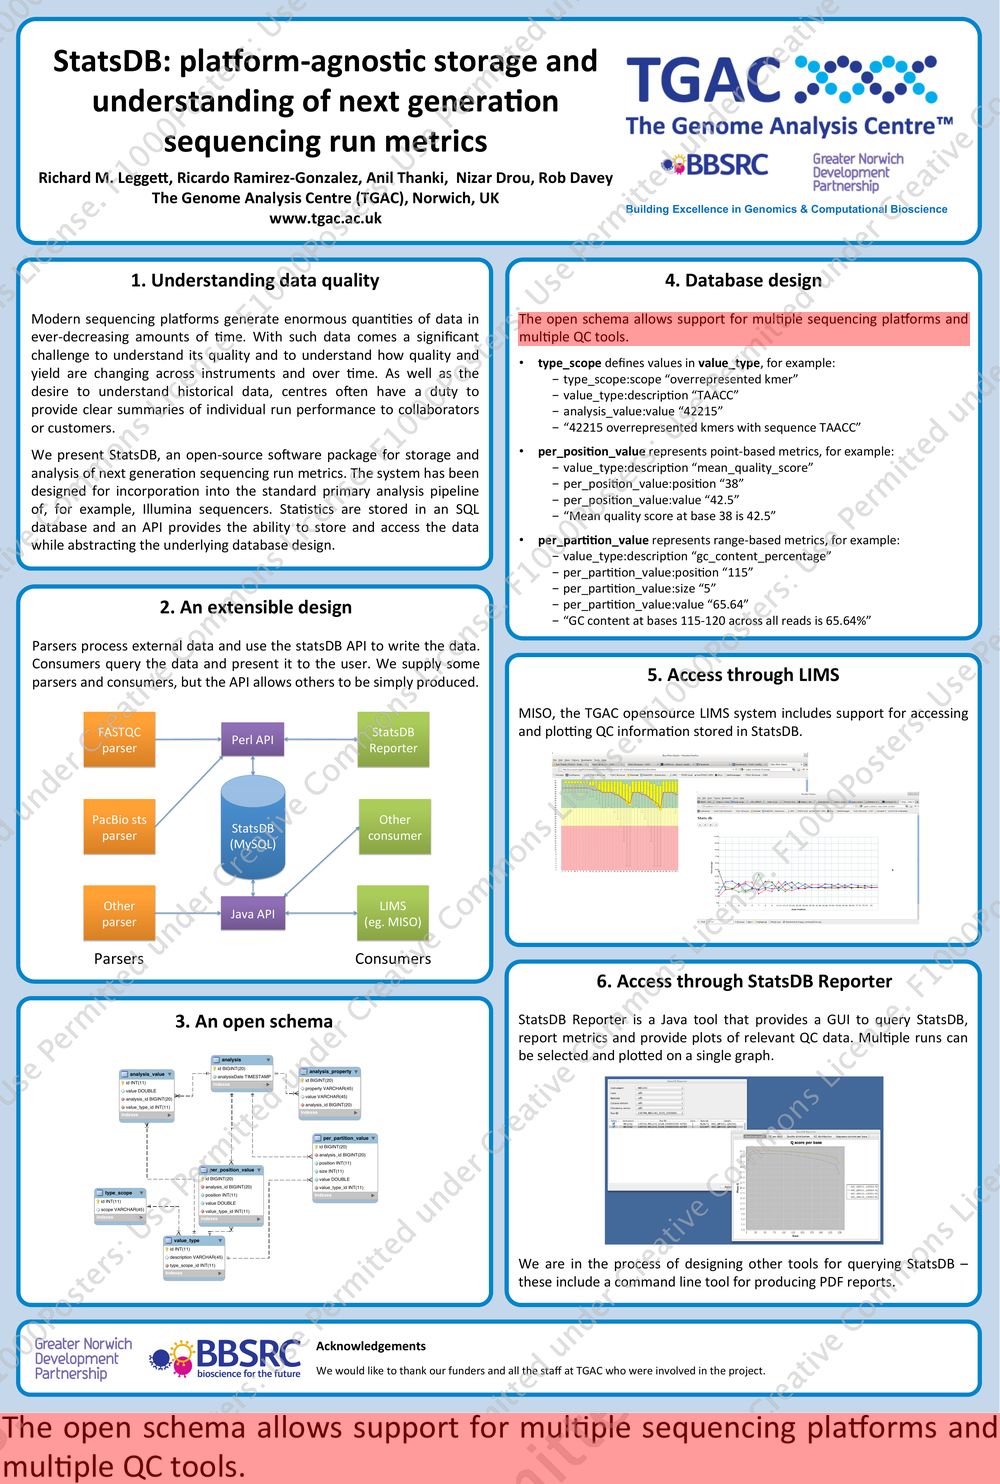 StatsDB: platform-agnostic storage and
understanding of next generation
sequencing run metrics
Richard M. Leggett, Ricardo Ramirez-Gonzalez, Anil Thanki, Nizar Drou, Rob Davey
The Genome Analysis Centre (TGAC), Norwich, UK
www.tgac.ac.uk
TGAC
The Genome Analysis Centre™
BBSRC
Greater Norwich
Development
Partnership
Building Excellence in Genomics & Computational Bioscience
1. Understanding data quality
Modern sequencing platforms generate enormous quantities of data in
ever-decreasing amounts of time. With such data comes a significant
challenge to understand its quality and to understand how quality and
yield are changing across instruments and over time. As well as the
desire to understand historical data, centres often have a duty to
provide clear summaries of individual run performance to collaborators
or customers.
We present StatsDB, an open-source software package for storage and
analysis of next generation sequencing run metrics. The system has been
designed for incorporation into the standard primary analysis pipeline
of, for example, Illumina sequencers. Statistics are stored in an SQL
database and an API provides the ability to store and access the data
while abstracting the underlying database design.
2. An extensible design
Parsers process external data and use the statsDB API to write the data.
Consumers query the data and present it to the user. We supply some
parsers and consumers, but the API allows others to be simply produced.
FASTQC
parser
Perl API
StatsDB
Reporter
PacBio sts
parser
StatsDB
(MySQL)
Other
consumer
Other
parser
Java API
LIMS
(eg. MISO)
Parsers
Consumers
3. An open schema
analysis
id INT(11)
analysisDate TIMESTAMP
analysis_value
id INT(11)
value DOUBLE
analysis_id BIGINT(20)
value_type_id INT(11)
Indexes
analysis_property
id BIGINT(20)
property VARCHAR(45)
value VARCHAR(45)
analysis_id BIGINT(20)
Indexes
per_partition_value
id BIGINT(20)
analysis_id BIGINT(20)
position INT(11)
size INT(11)
value DOUBLE
value_type_id INT(11)
Indexes
per_position_value
id BIGINT(20)
analysis_id BIGINT(20)
position INT(11)
value DOUBLE
value_type_id INT(11)
Indexes
type_scope
id INT(11)
scope VARCHAR(45)
Indexes
value_type
id INT(11)
description VARCHAR(45)
type_scope_id INT(11)
Indexes
4. Database design
The open schema allows support for multiple sequencing platforms and
multiple QC tools.
• type_scope defines values in value_type, for example:
– type_scope:scope “overrepresented kmer”
– value_type:description “TAACC”
– analysis_value:value “42215”
– “42215 overrepresented kmers with sequence TAACC”
• per_position_value represents point-based metrics, for example:
– value_type:description “mean_quality_score”
– per_position_value:position “38”
– per_position_value:value “42.5”
– “Mean quality score at base 38 is 42.5”
• per_partition_value represents range-based metrics, for example:
– value_type:description “gc_content_percentage”
– per_partition_value:position “115”
– per_partition_value:size “5”
– per_partition_value:value “65.64”
– “GC content at bases 115-120 across all reads is 65.64%”
5. Access through LIMS
MISO, the TGAC opensource LIMS system includes support for accessing
and plotting QC information stored in StatsDB.
6. Access through StatsDB Reporter
StatsDB Reporter is a Java tool that provides a GUI to query StatsDB,
report metrics and provide plots of relevant QC data. Multiple runs can
be selected and plotted on a single graph.
Q score per base
We are in the process of designing other tools for querying StatsDB –
these include a command line tool for producing PDF reports.
Greater Norwich
Development
Partnership
BBSRC
bioscience for the future
Acknowledgements
We would like to thank our funders and all the staff at TGAC who were involved in the project.
The open schema allows support for multiple sequencing platforms and
multiple QC tools.
F1000Posters: Use Permitted under Creative Commons License.